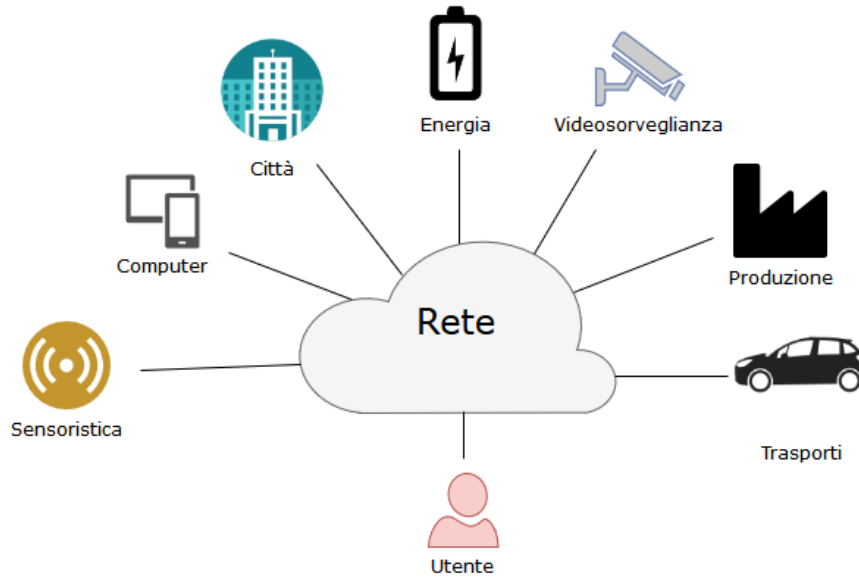 Energia
Videosorveglianza
Città
Computer
Produzione
Rete
Sensoristica
Trasporti
Utente